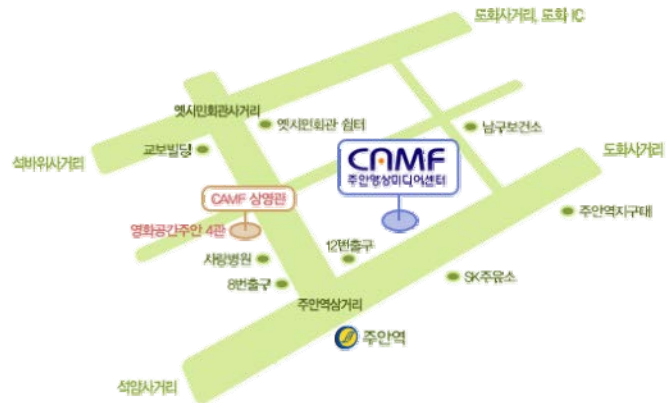 도화사거리, 도화 IC
옛시민회관사거리
옛시민회관 쉼터
남구보건소
교보빌딩
석바위사거리
CAMF
주안영상미디어센터
도화사거리
CAMF 상영관
주안역지구대
영화공간주안 4관
12번출구
사랑병원
8번출구
SK주유소
주안역삼거리
주안역
석암사거리